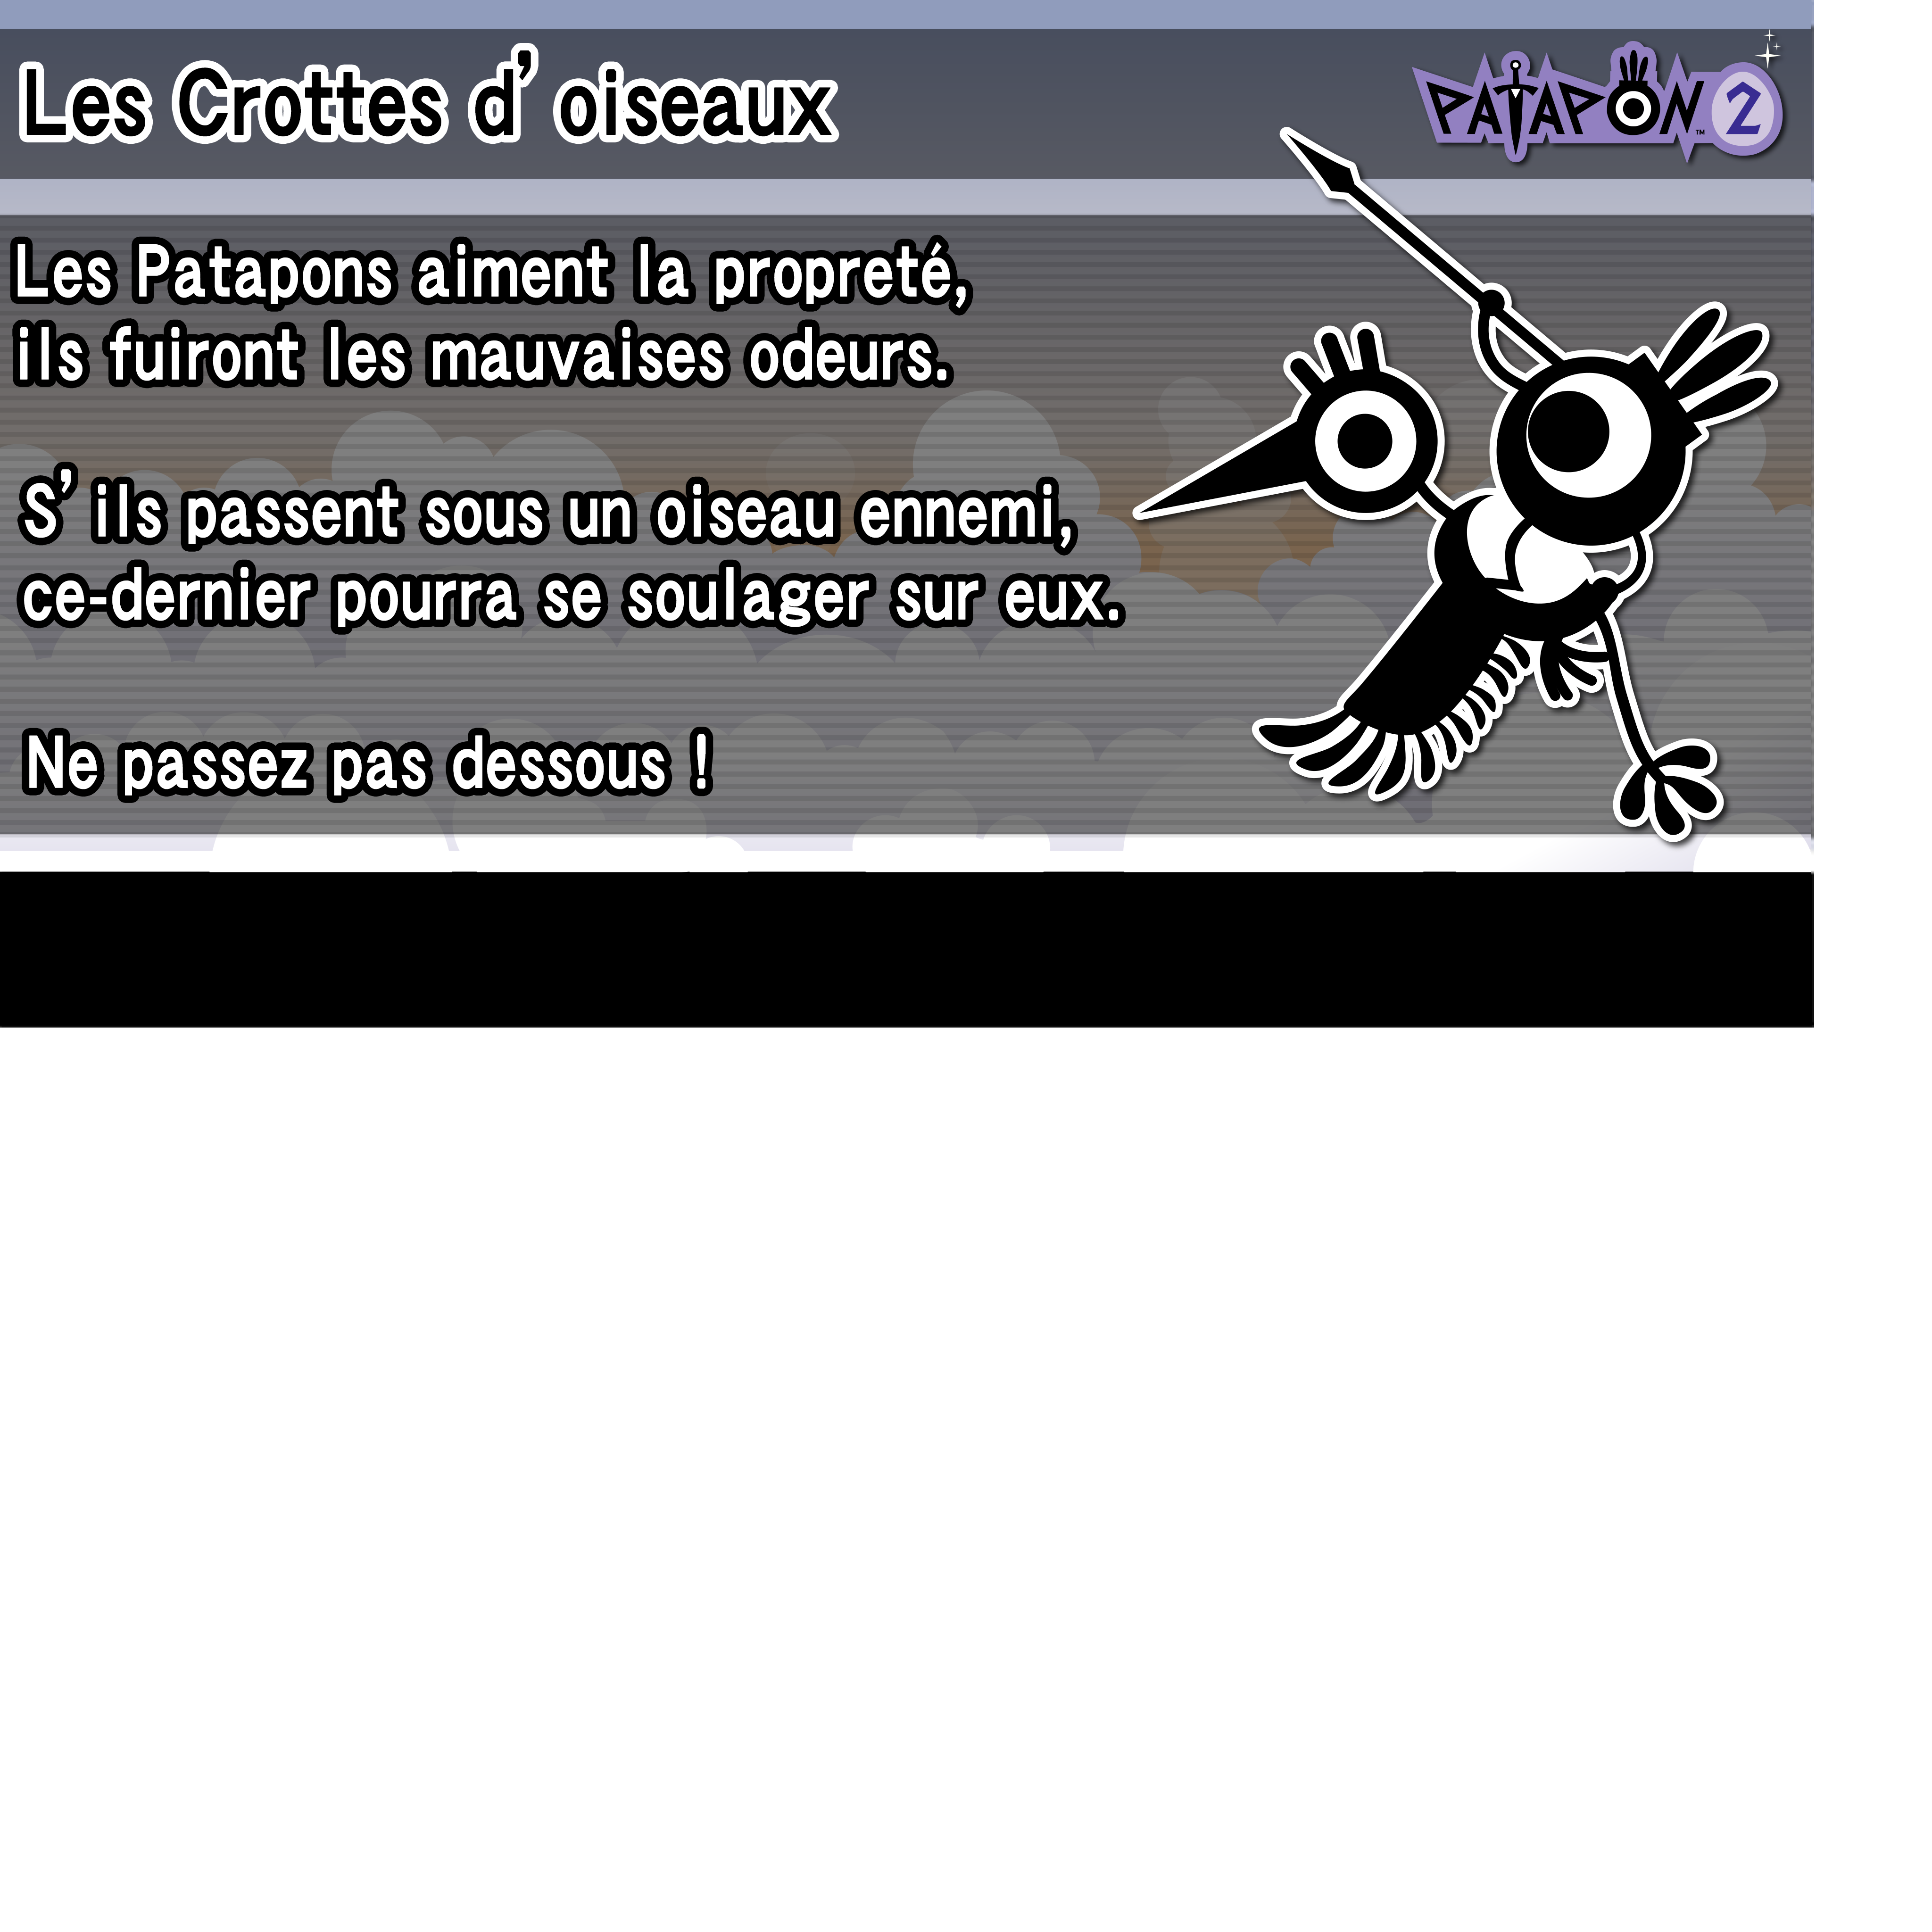 Les Crottes d’oiseaux
PATAPON™ 2
Les Patapons aiment la propreté,
ils fuiront les mauvaises odeurs.
S’ils passent sous un oiseau ennemi,
ce-dernier pourra se soulager sur eux.
Ne passez pas dessous !